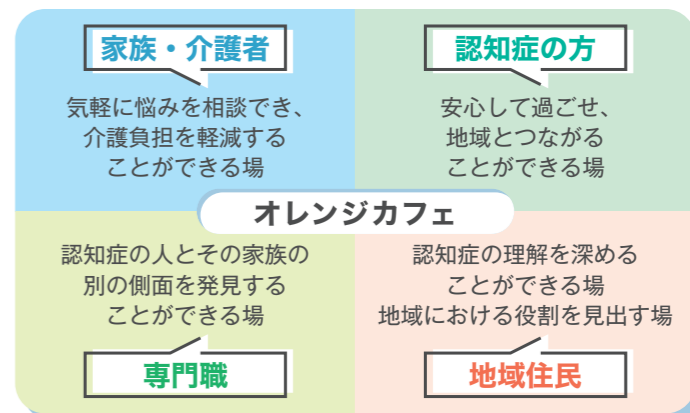 家族・介護者
気軽に悩みを相談でき、
介護負担を軽減する
ことができる場
認知症の方
安心して過ごせ、
地域とつながる
ことができる場
オレンジカフェ
認知症の人とその家族の
別の側面を発見する
ことができる場
専門職
認知症の理解を深める
ことができる場
地域における役割を見出す場
地域住民